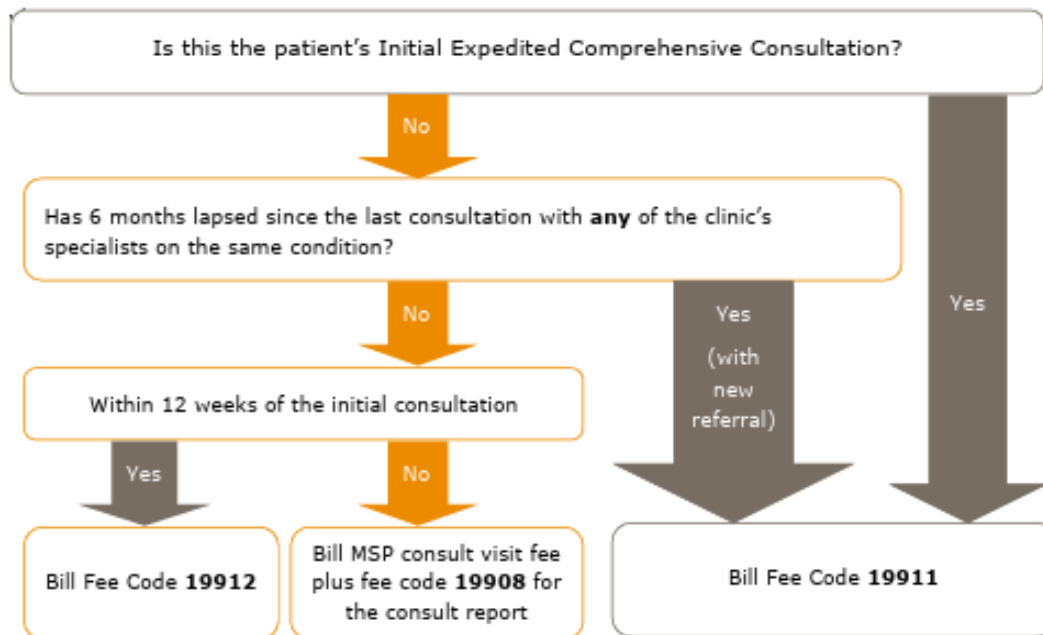 Is this the patient's Initial Expedited Comprehensive Consultation?
No
Has 6 months lapsed since the last consultation with any of the clinic's
specialists on the same condition?
Yes
No
Yes
(with
new
referral)
Within 12 weeks of the initial consultation
Yes
No
Bill Fee Code 19912
Bill MSP consult visit fee
plus fee code 19908 for
the consult report
Bill Fee Code 19911